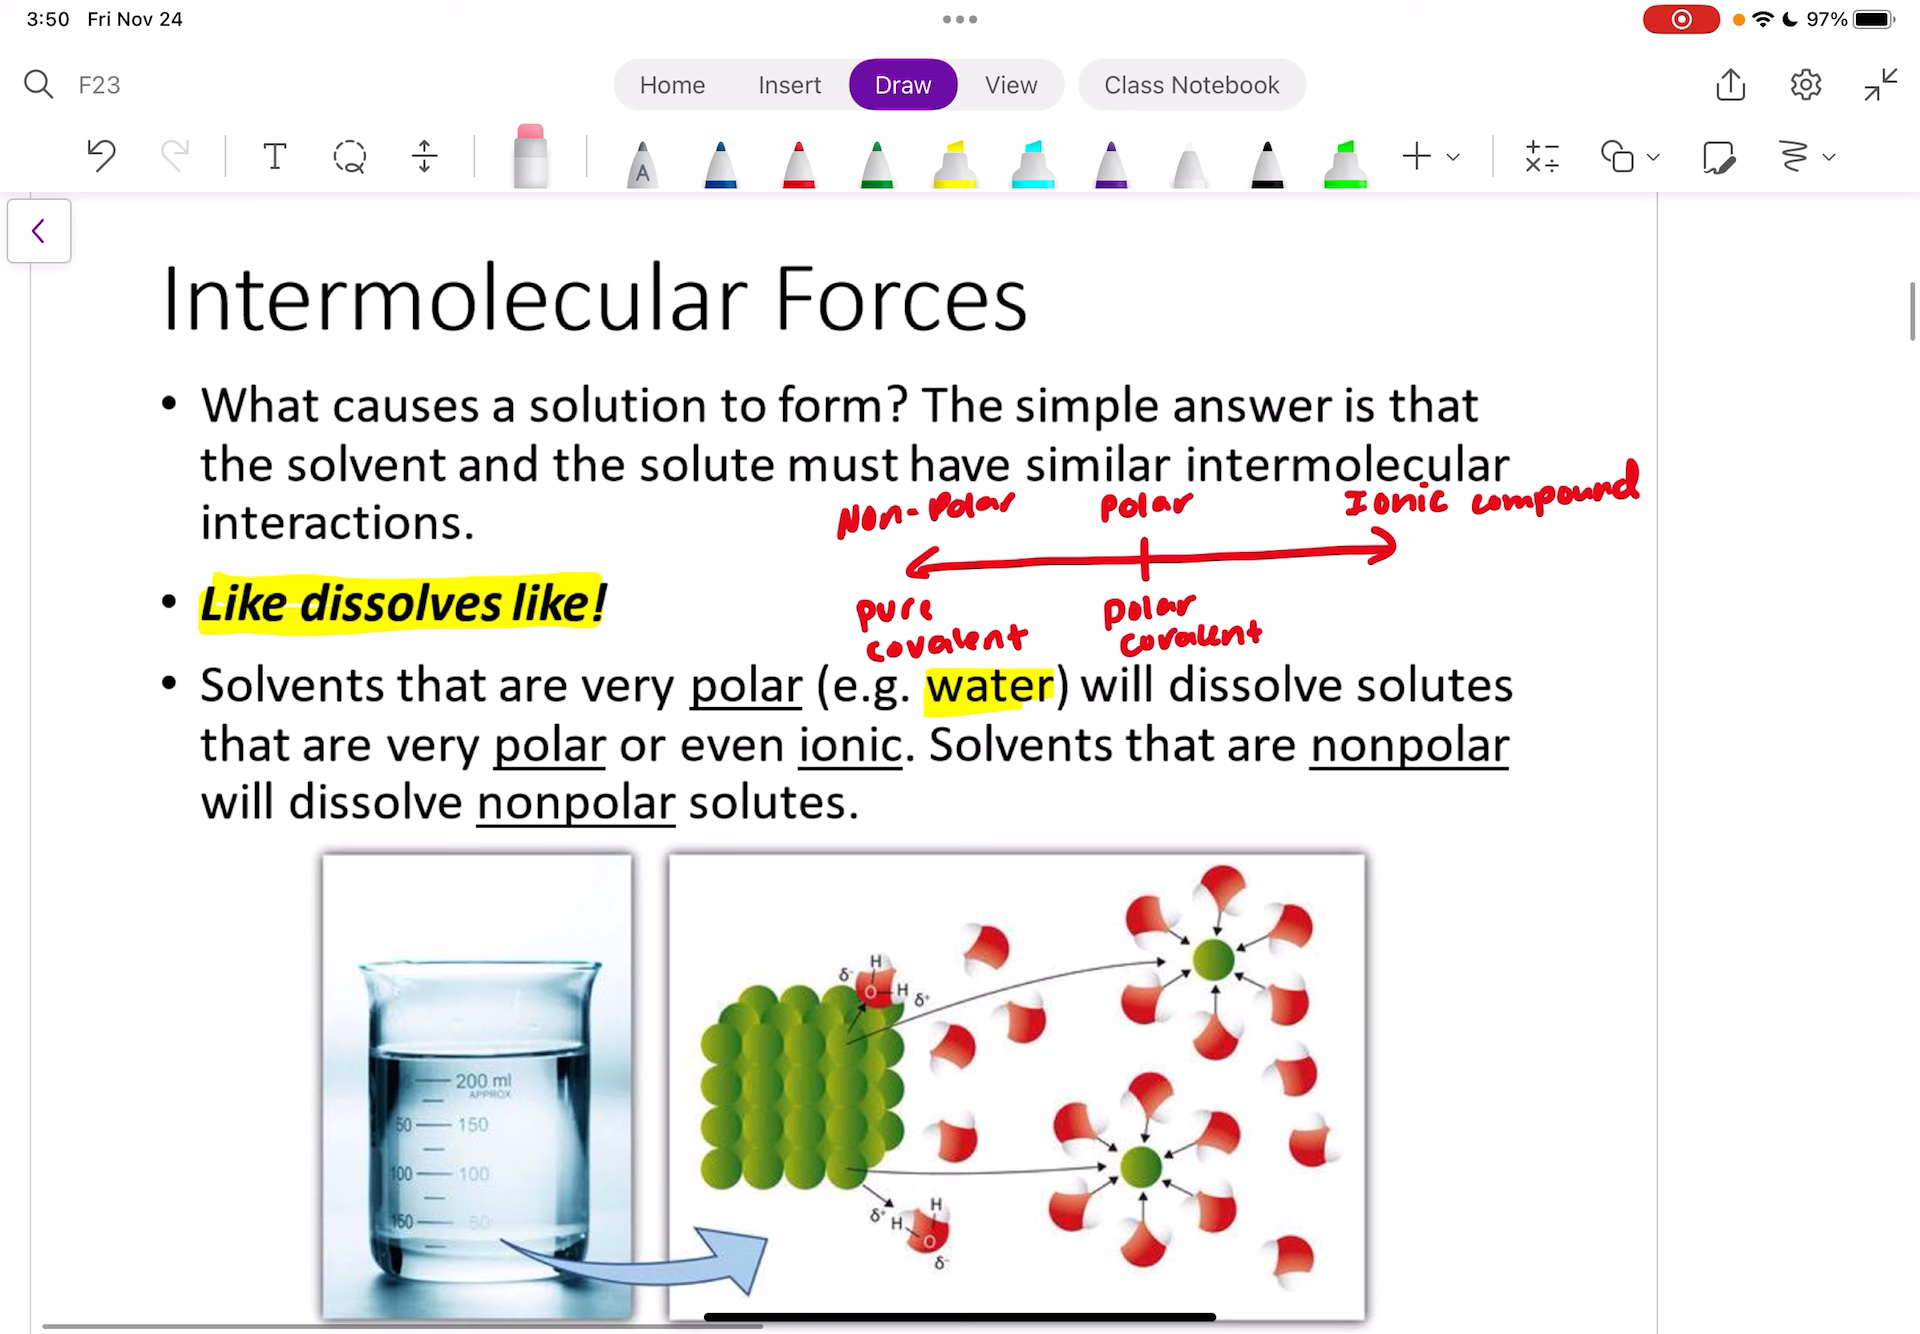 3:50 Fri Nov 24
97%
F23
Home Insert Draw View Class Notebook
T
A
Intermolecular Forces
• What causes a solution to form? The simple answer is that
the solvent and the solute must have similar intermolecular
interactions.
Non-Polar Polar Ionic compound
• Like dissolves like!
pure
covalent
polar
covalent
• Solvents that are very polar (e.g. water) will dissolve solutes
that are very polar or even ionic. Solvents that are nonpolar
will dissolve nonpolar solutes.
200 ml
APPROX
50 150
100 100
150 50
δ- H
O H δ+
δ+ H H
O
δ-